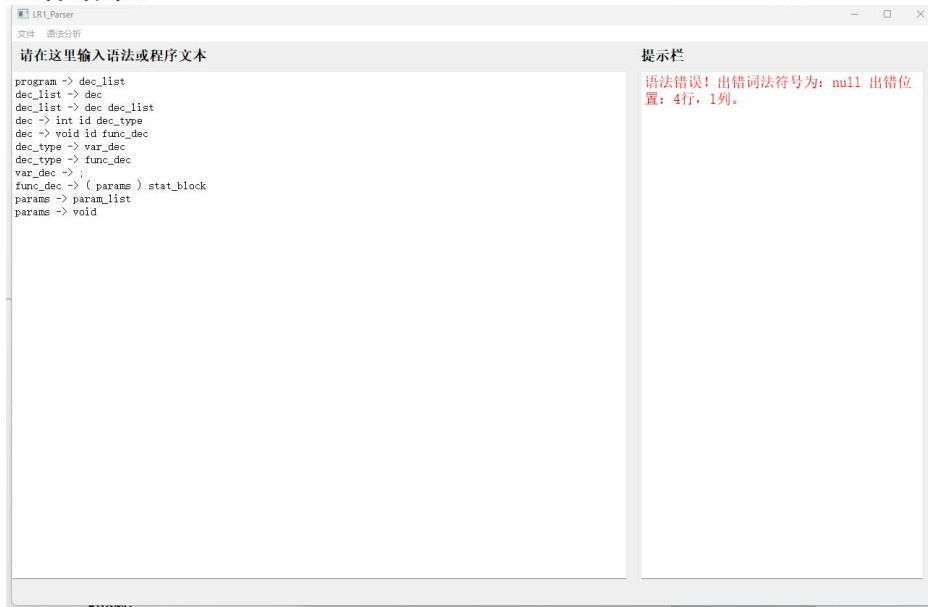 LR1_Parser
文件 语法分析
请在这里输入语法或程序文本
program -> dec_list
dec_list -> dec
dec_list -> dec dec_list
dec -> int id dec_type
dec -> void id func_dec
dec_type -> var_dec
dec_type -> func_dec
var_dec -> ;
func_dec -> ( params ) stat_block
params -> param_list
params -> void
提示栏
语法错误! 出错词法符号为: null 出错位
置: 4行, 1列。